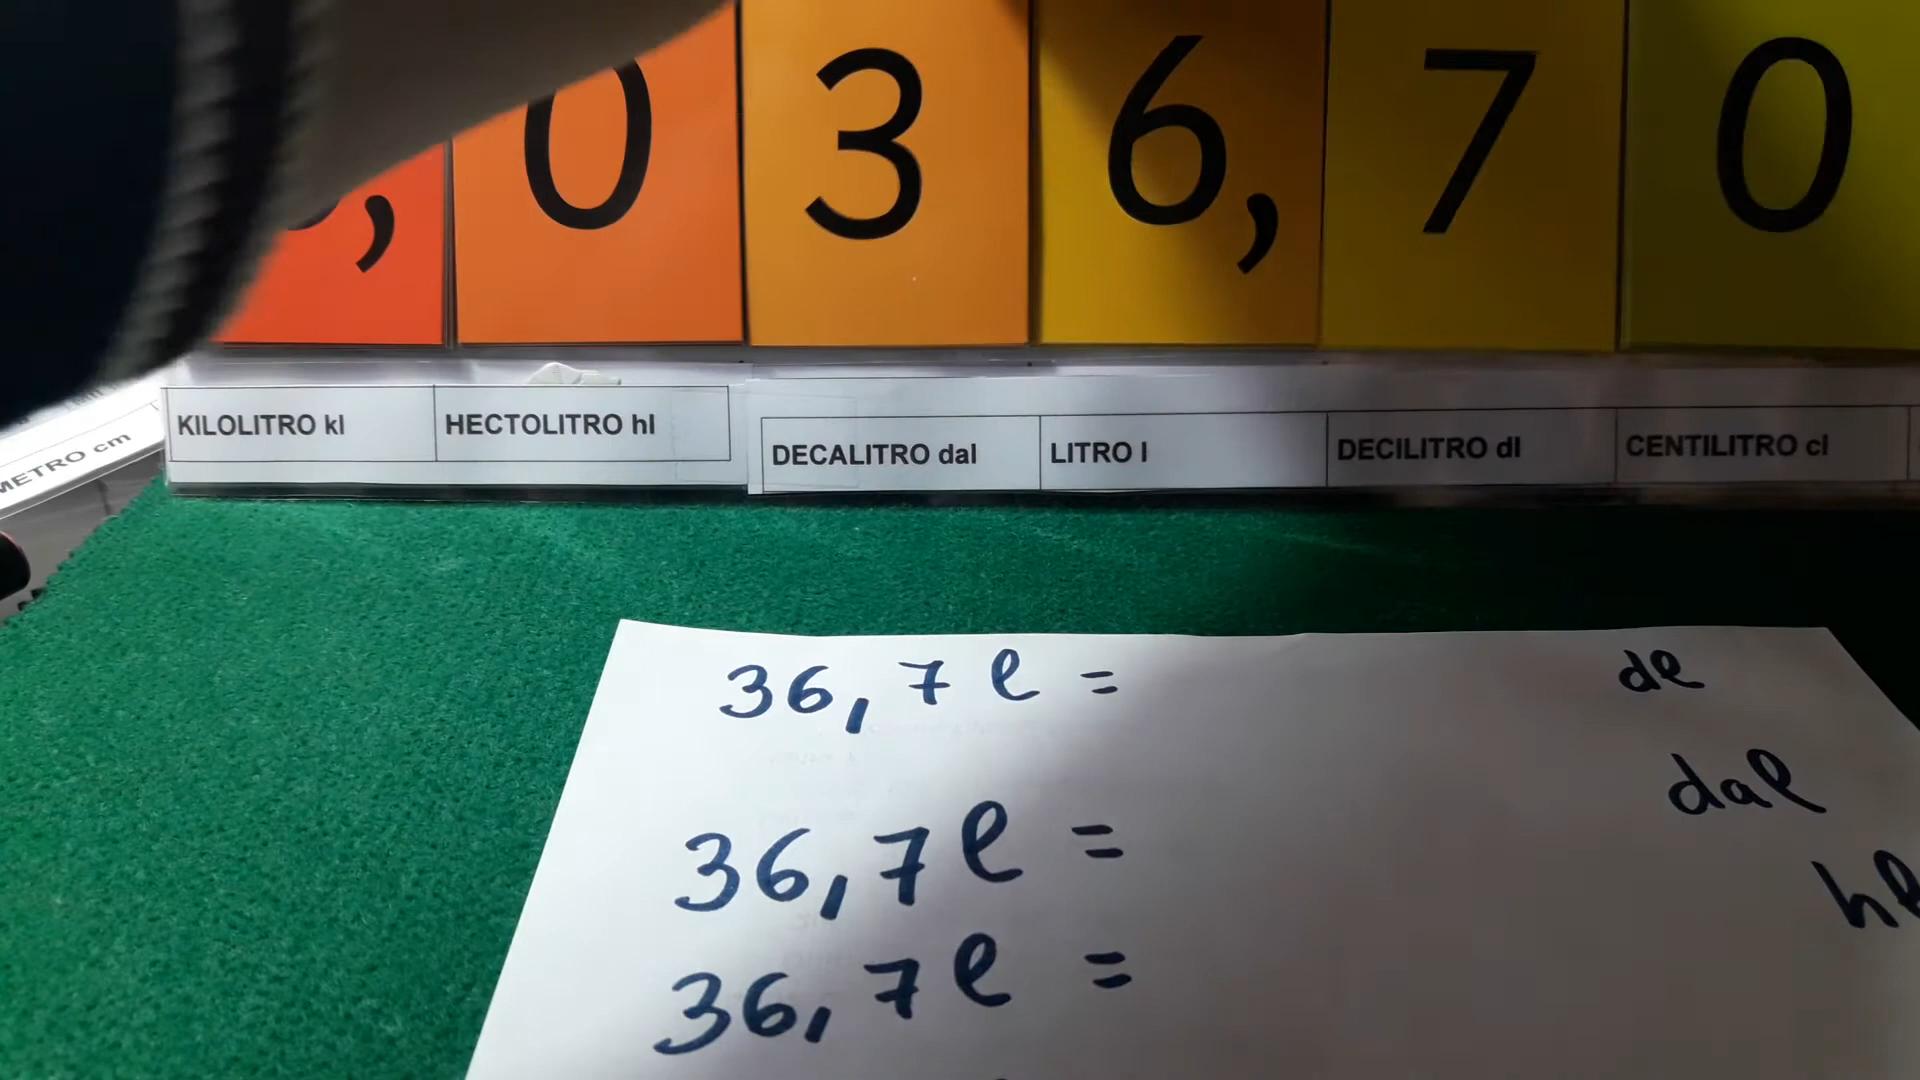 , 0 3 6, 7 0
KILOLITRO kl HECTOLITRO hl DECALITRO dal LITRO l DECILITRO dl CENTILITRO cl
METRO cm
36,7 l = dl
36,7 l = dal
36,7 l = hl